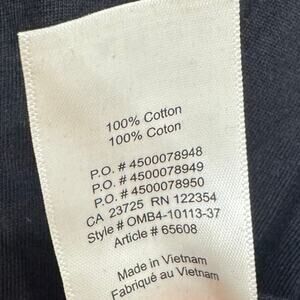 100% Cotton
100% Coton
P.O. # 4500078948
P.O. # 4500078949
P.O. # 4500078950
CA 23725 RN 122354
Style # OMB4-10113-37
Article # 65608
Made in Vietnam
Fabriqué au Vietnam